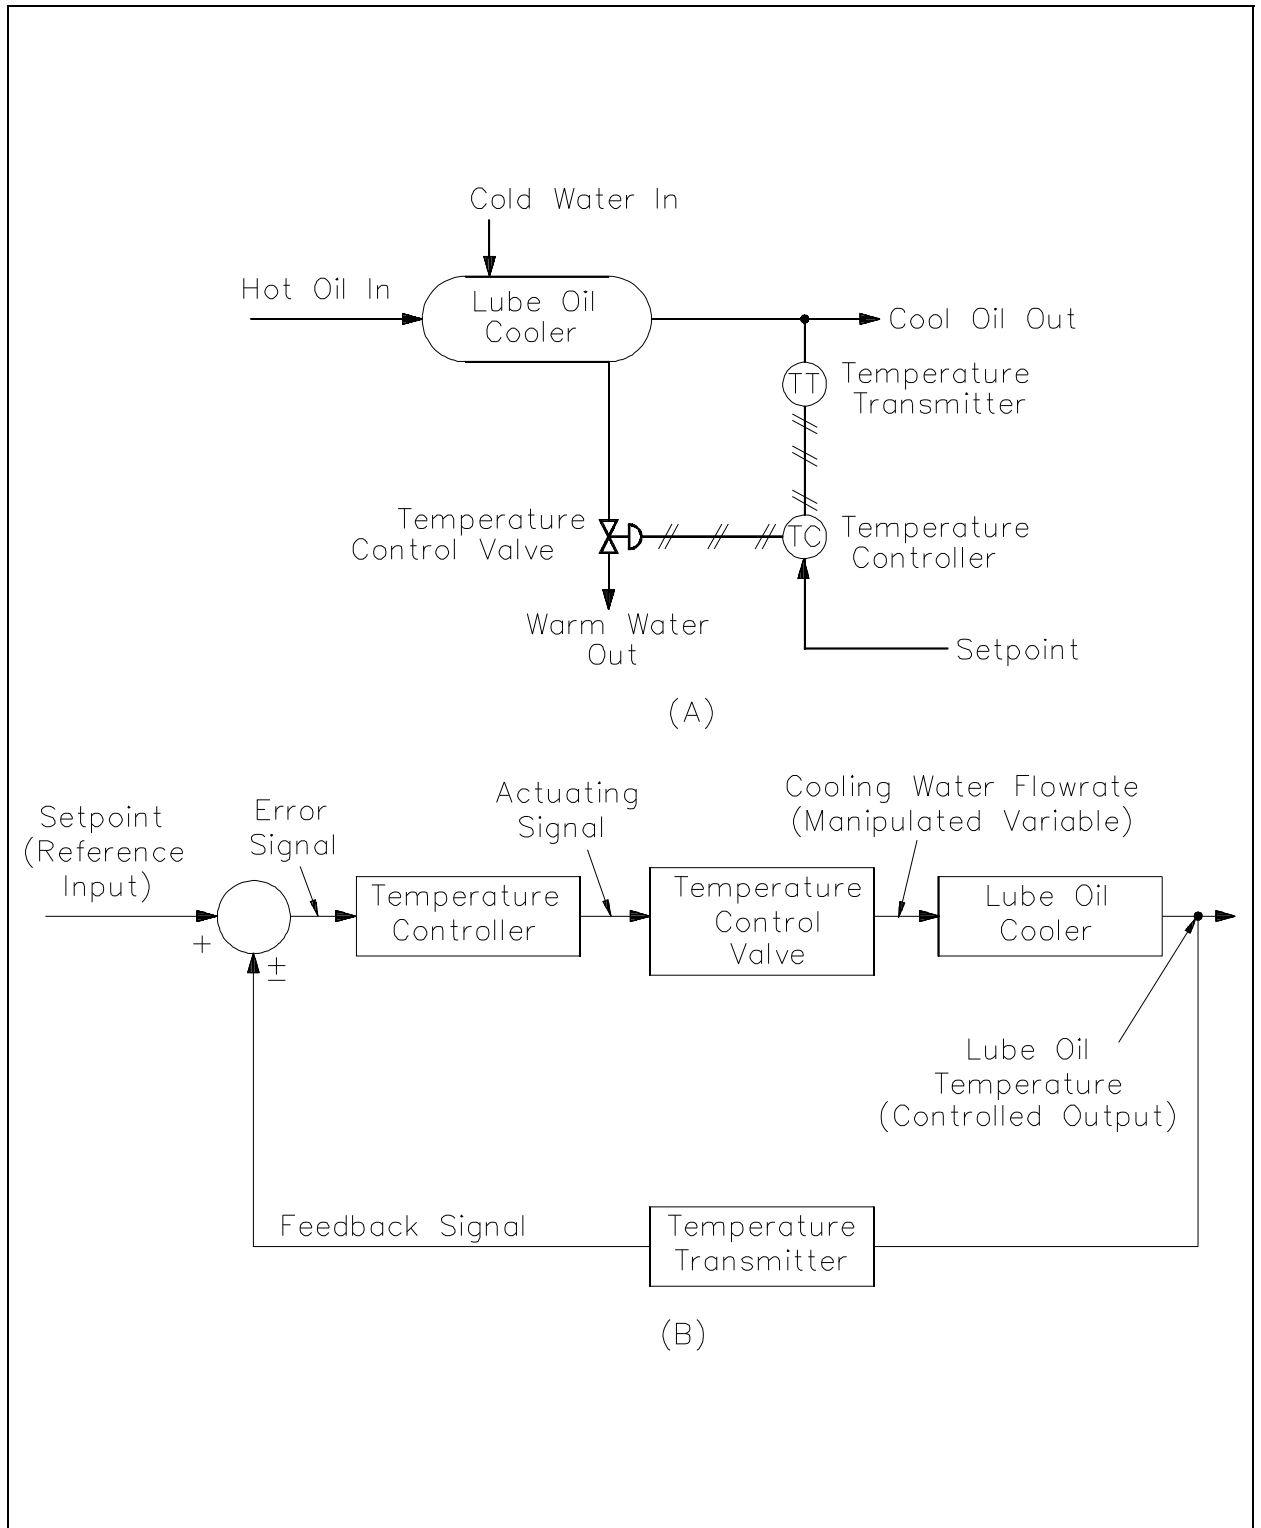 Cold Water In
Hot Oil In
Lube Oil
Cooler
Cool Oil Out
TT
Temperature
Transmitter
Temperature
Control Valve
TC
Temperature
Controller
Warm Water
Out
Setpoint
(A)
Setpoint
(Reference
Input)
Error
Signal
Actuating
Signal
Cooling Water Flowrate
(Manipulated Variable)
+
±
Temperature
Controller
Temperature
Control
Valve
Lube Oil
Cooler
Lube Oil
Temperature
(Controlled Output)
Feedback Signal
Temperature
Transmitter
(B)